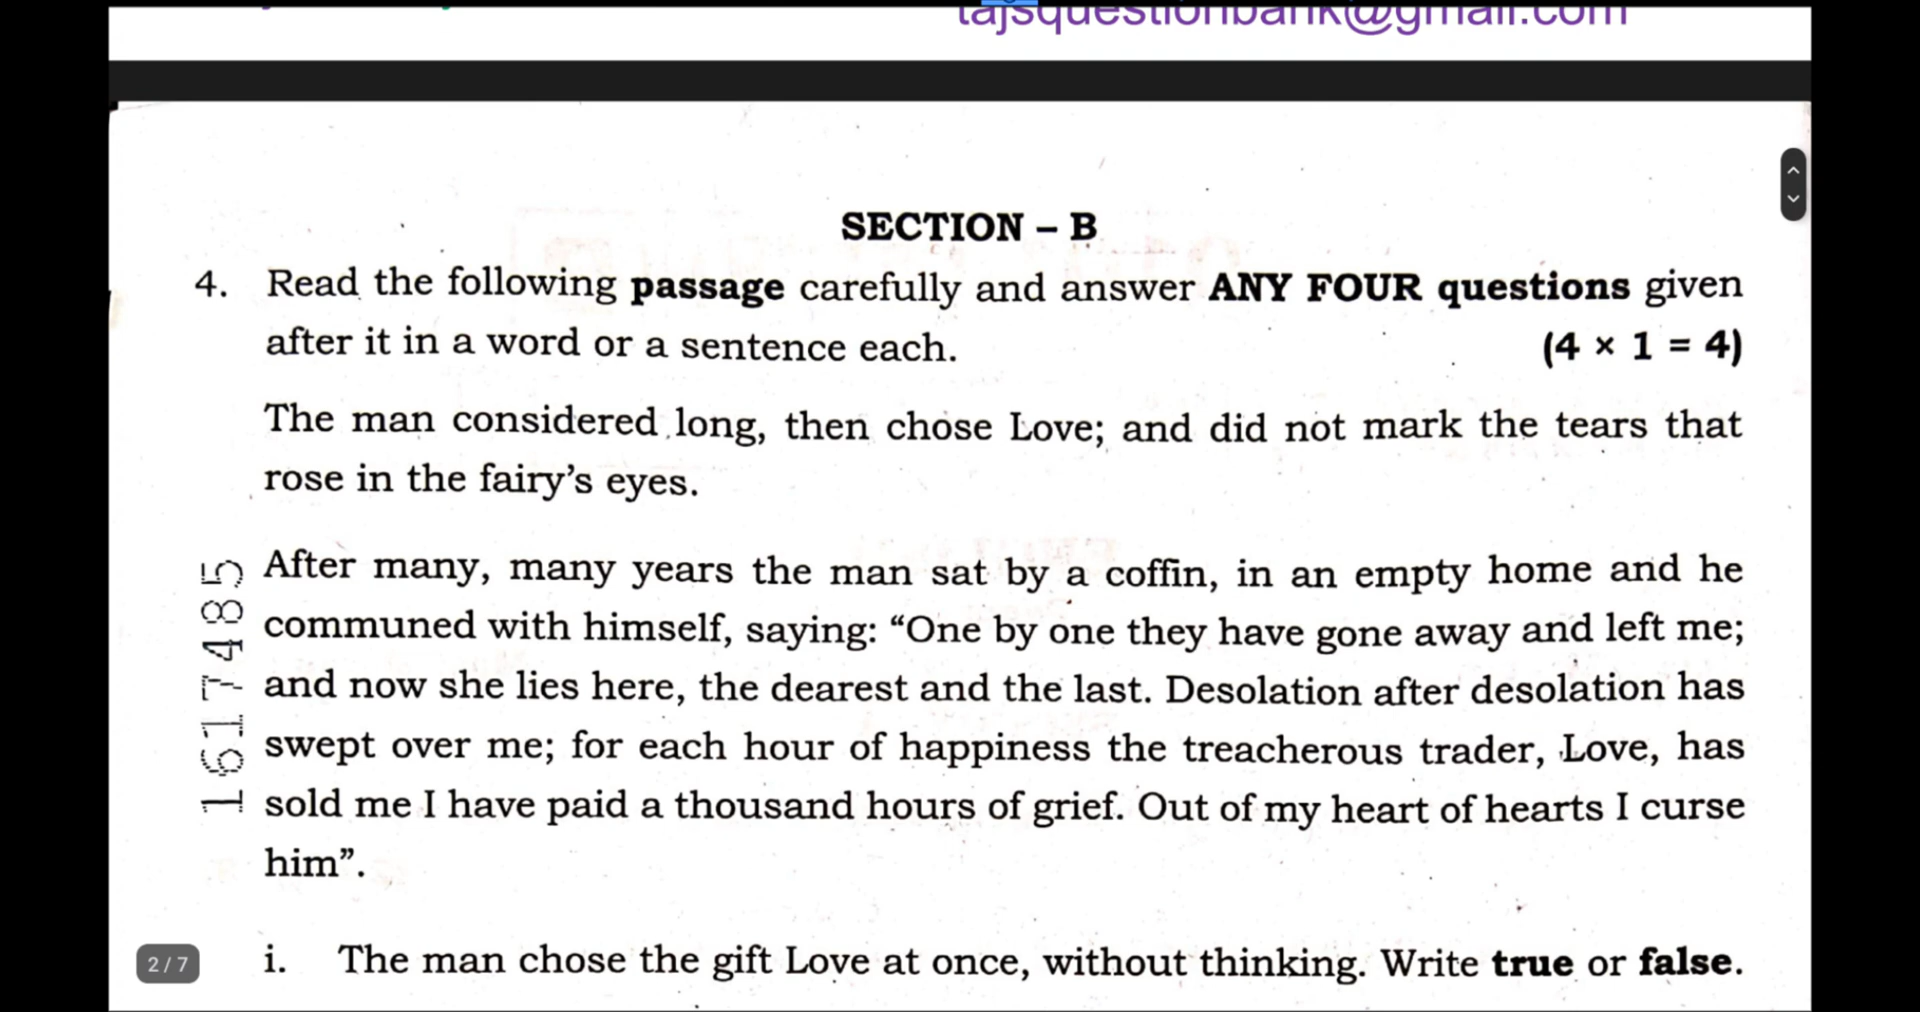 tajsquestionbank@gmail.com
SECTION – B
4. Read the following passage carefully and answer ANY FOUR questions given
after it in a word or a sentence each. (4 × 1 = 4)
The man considered long, then chose Love; and did not mark the tears that
rose in the fairy’s eyes.
After many, many years the man sat by a coffin, in an empty home and he
communed with himself, saying: “One by one they have gone away and left me;
and now she lies here, the dearest and the last. Desolation after desolation has
swept over me; for each hour of happiness the treacherous trader, Love, has
sold me I have paid a thousand hours of grief. Out of my heart of hearts I curse
him”.
1617485
i. The man chose the gift Love at once, without thinking. Write true or false.
2 / 7